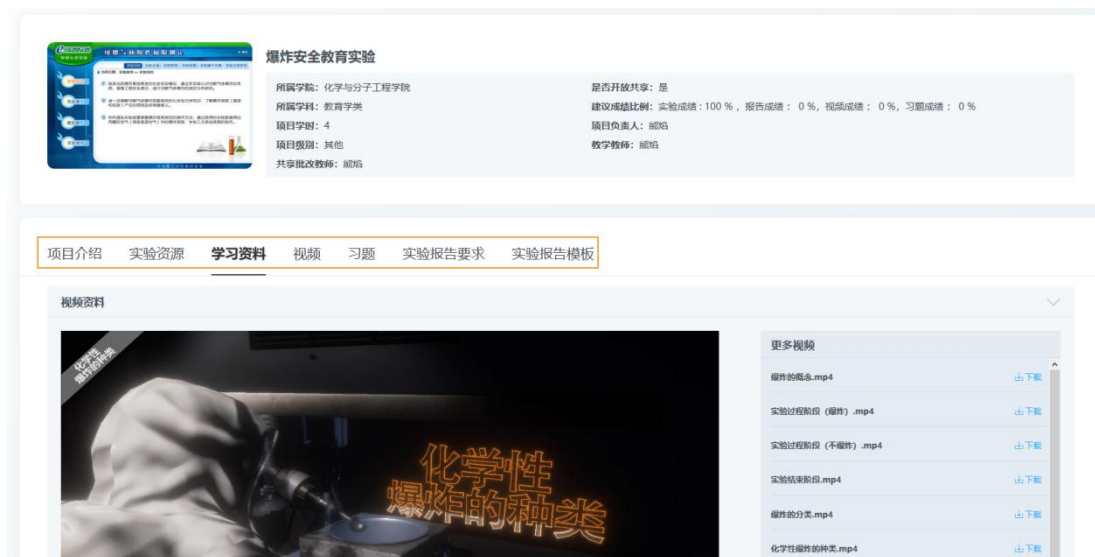 爆炸安全教育实验
所属学院：化学与分子工程学院
是否开放共享：是
所属学科：教育学类
建议成绩比例：实验成绩：100 % ，报告成绩： 0 %，视频成绩： 0 %，习题成绩： 0 %
项目学时：4
项目负责人：熊焰
项目级别：其他
教学教师：熊焰
共享批改教师：熊焰
项目介绍 实验资源 学习资料 视频 习题 实验报告要求 实验报告模板
视频资料
化学性
爆炸的种类
化学性
爆炸的种类
更多视频
爆炸的概念.mp4 下载
实验过程阶段（爆炸）.mp4 下载
实验过程阶段（不爆炸）.mp4 下载
实验结束阶段.mp4 下载
爆炸的分类.mp4 下载
化学性爆炸的种类.mp4 下载